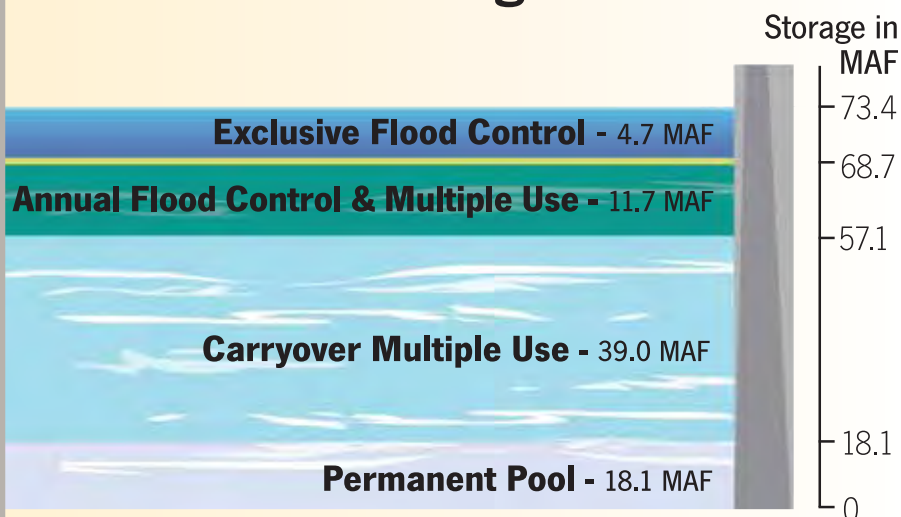 Storage in
MAF
Exclusive Flood Control - 4.7 MAF
Annual Flood Control & Multiple Use - 11.7 MAF
Carryover Multiple Use - 39.0 MAF
Permanent Pool - 18.1 MAF
73.4
68.7
57.1
18.1
0